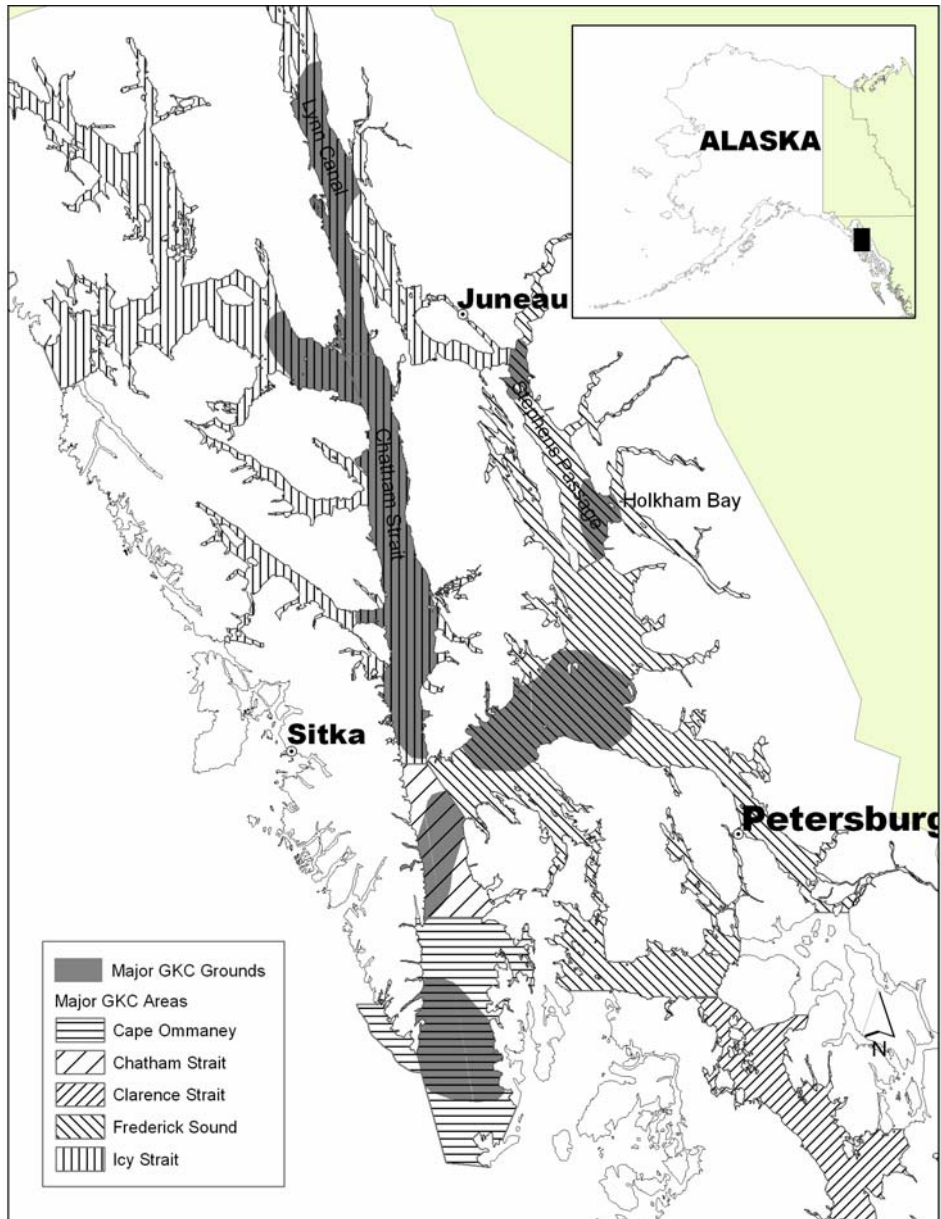 ALASKA
Lynn Canal
Juneau
Stephens Passage
Chatham Strait
Holkham Bay
Sitka
Petersburg
Major GKC Grounds
Major GKC Areas
Cape Ommaney
Chatham Strait
Clarence Strait
Frederick Sound
Icy Strait
N